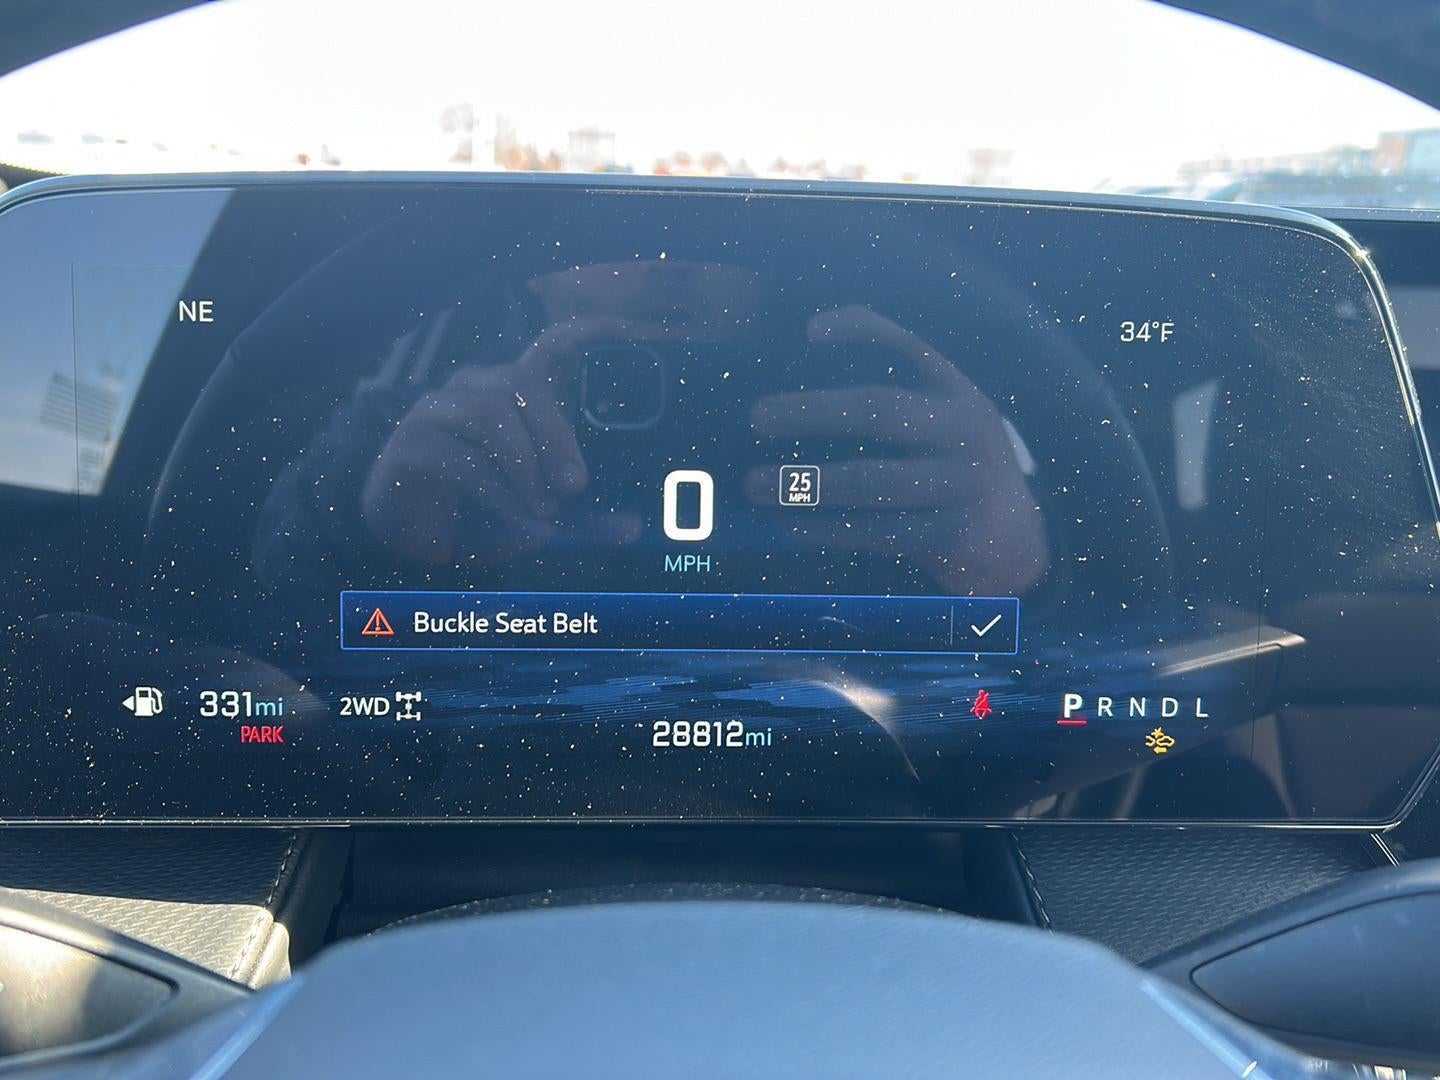 NE
34°F
0
25
MPH
MPH
Buckle Seat Belt
331mi
2WD
P R N D L
PARK
28812mi